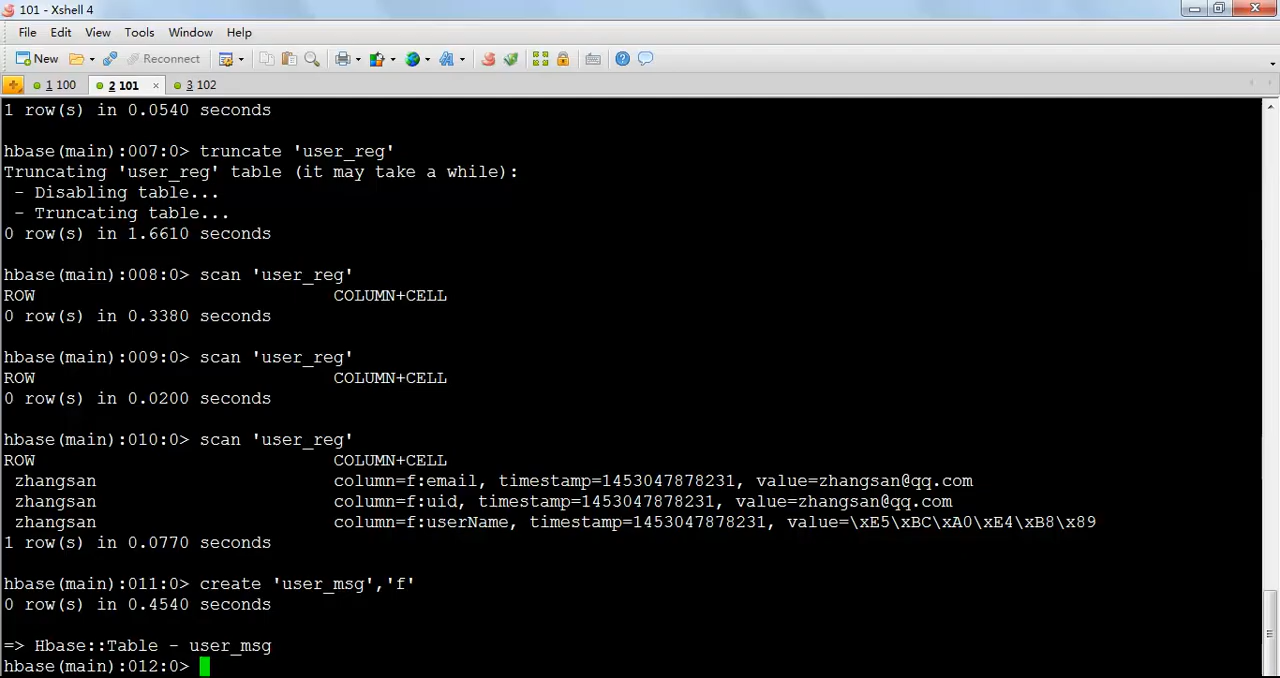 101 - Xshell 4
File Edit View Tools Window Help
New Reconnect
1 100 2 101 × 3 102
1 row(s) in 0.0540 seconds
hbase(main):007:0> truncate 'user_reg'
Truncating 'user_reg' table (it may take a while):
- Disabling table...
- Truncating table...
0 row(s) in 1.6610 seconds
hbase(main):008:0> scan 'user_reg'
ROW COLUMN+CELL
0 row(s) in 0.3380 seconds
hbase(main):009:0> scan 'user_reg'
ROW COLUMN+CELL
0 row(s) in 0.0200 seconds
hbase(main):010:0> scan 'user_reg'
ROW COLUMN+CELL
zhangsan column=f:email, timestamp=1453047878231, value=zhangsan@qq.com
zhangsan column=f:uid, timestamp=1453047878231, value=zhangsan@qq.com
zhangsan column=f:userName, timestamp=1453047878231, value=\xE5\xBC\xA0\xE4\xB8\x89
1 row(s) in 0.0770 seconds
hbase(main):011:0> create 'user_msg','f'
0 row(s) in 0.4540 seconds
=> Hbase::Table - user_msg
hbase(main):012:0>